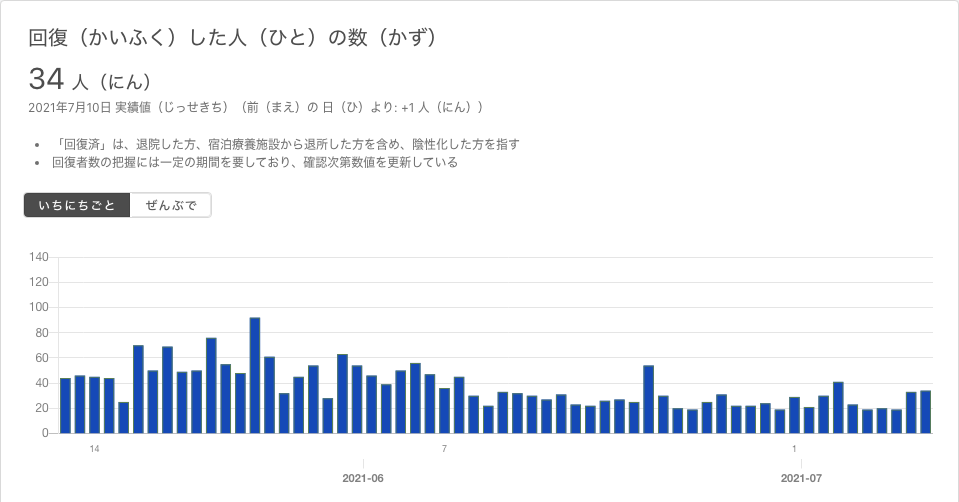 回復（かいふく）した人（ひと）の数（かず）
34 人（にん）
2021年7月10日 実績値（じっせきち）（前（まえ）の 日（ひ）より: +1 人（にん））
• 「回復済」は、退院した方、宿泊療養施設から退所した方を含め、陰性化した方を指す
• 回復者数の把握には一定の期間を要しており、確認次第数値を更新している
いちにちごと ぜんぶで
140
120
100
80
60
40
20
0
14 7 1
2021-06 2021-07